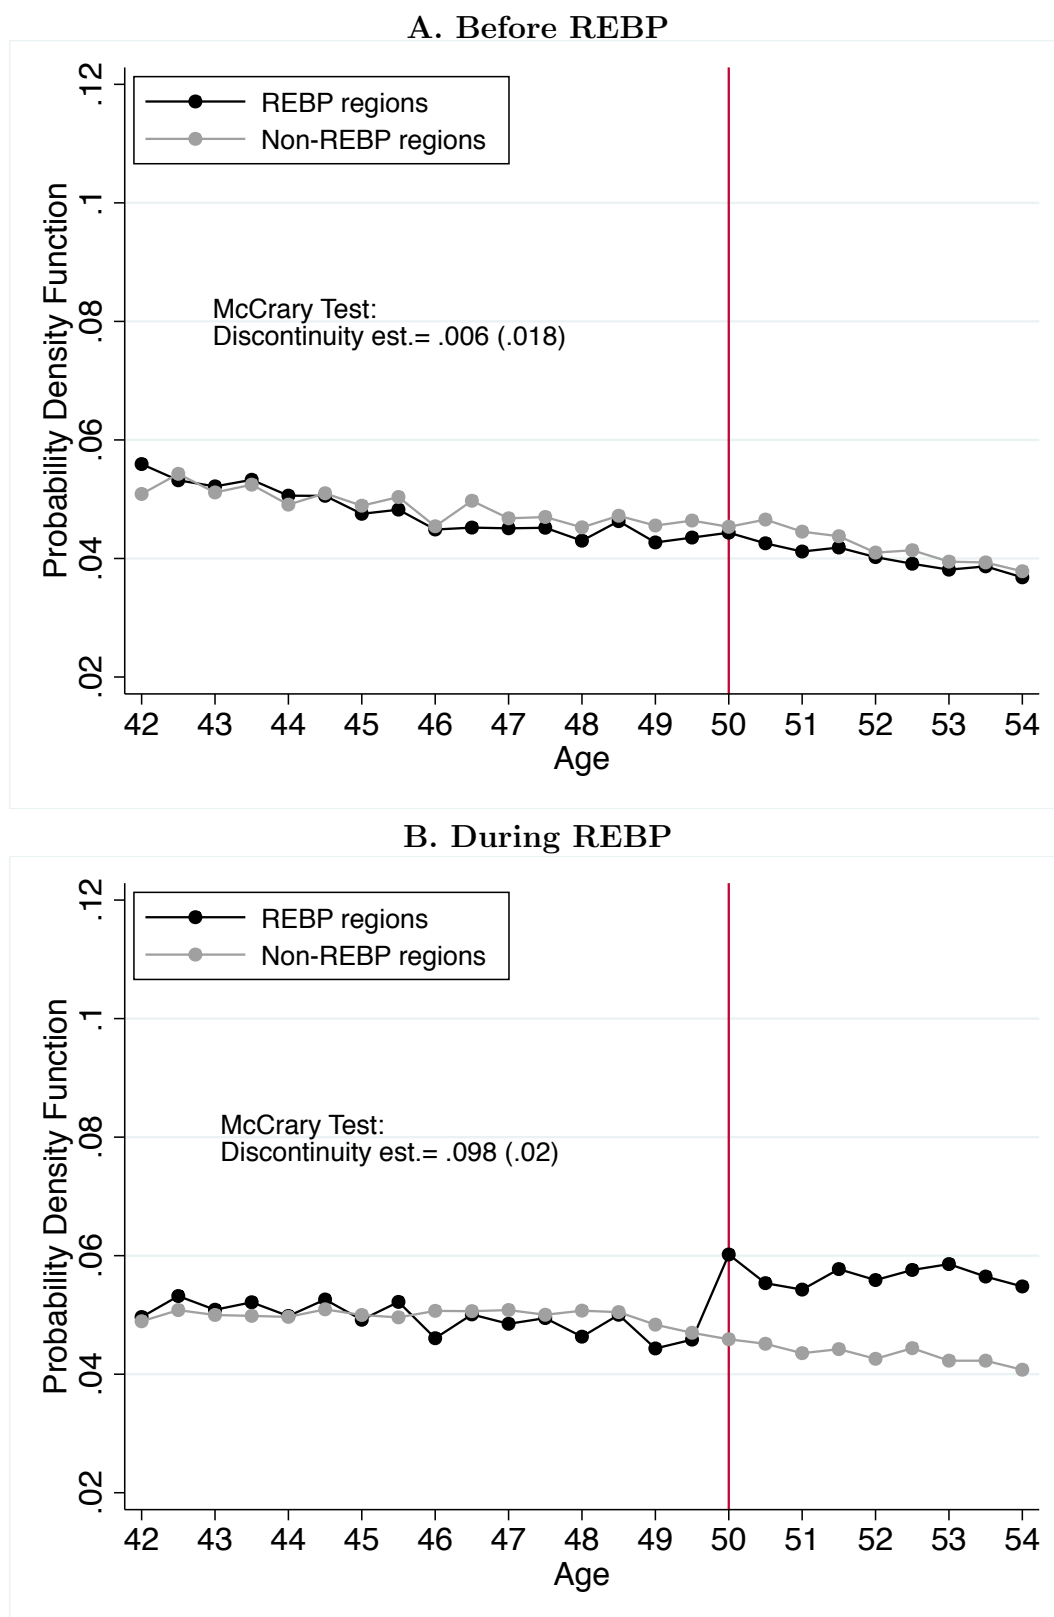 A. Before REBP
.12
REBP regions
Non-REBP regions
.1
Probability Density Function
McCrary Test:
.08
Discontinuity est.= .006 (.018)
.06
.04
.02
42 43 44 45 46 47 48 49 50 51 52 53 54
Age
B. During REBP
.12
REBP regions
Non-REBP regions
.1
Probability Density Function
McCrary Test:
.08
Discontinuity est.= .098 (.02)
.06
.04
.02
42 43 44 45 46 47 48 49 50 51 52 53 54
Age